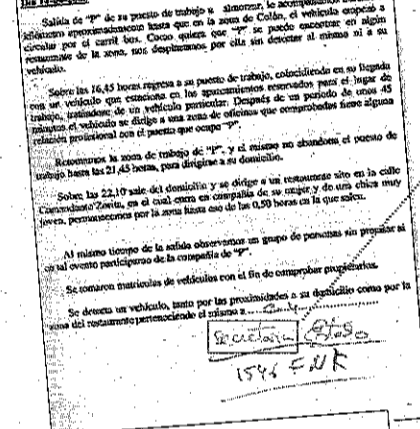 Salida de "P" de su puesto de trabajo a almorzar, le acompañamos
kilómetro aproximadamente hasta que en la zona de Colón, el vehículo empezó a
circular por el carril bus. Como quiera que "P" se puede encontrar en algún
restaurante de la zona, nos desplazamos por ella sin detectar al mismo ni a su
vehículo.
Sobre las 16,45 horas regresa a su puesto de trabajo, coincidiendo en su llegada
con un vehículo que estaciona en los aparcamientos reservados para el lugar de
trabajo, tratándose de un vehículo particular. Después de un periodo de unos 45
minutos el vehículo se dirige a una zona de oficinas que comprobadas tiene alguna
relación profesional con el puesto que ocupa "P".
Retomamos la zona de trabajo de "P", y el mismo no abandona el puesto de
trabajo hasta las 21,45 horas, para dirigirse a su domicilio.
Sobre las 22,10 sale del domicilio y se dirige a un restaurante sito en la calle
Comandante Zorita, en el cual entra en compañía de su mujer y de una chica muy
joven, permanecemos por la zona hasta eso de las 0,50 horas en la que salen.
Al mismo tiempo de la salida observamos un grupo de personas sin precisar si
en tal evento participaron de la compañía de "P".
Se tomaron matrículas de vehículos con el fin de comprobar propietarios.
Se detecta un vehículo, tanto por las proximidades a su domicilio como por la
zona del restaurante perteneciendo el mismo a
Secretaria Estado
1546 FNR